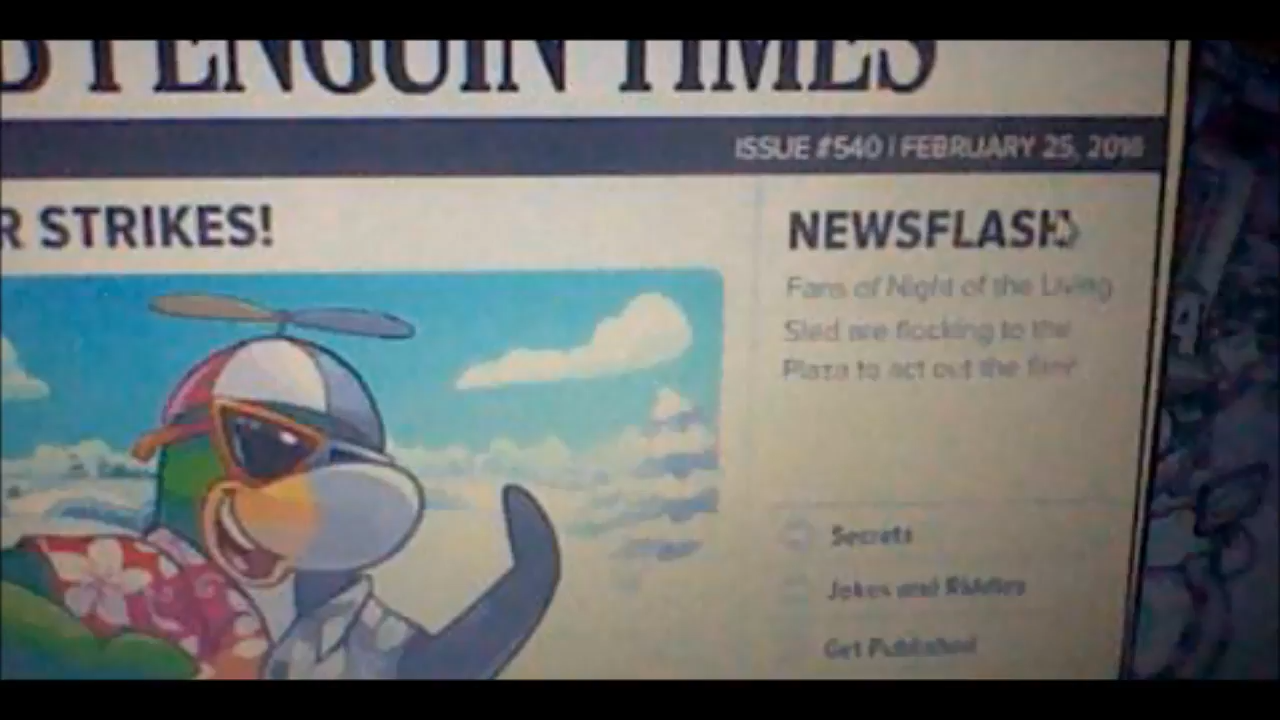 B PENGUIN TIMES
ISSUE #540 | FEBRUARY 25, 2016
R STRIKES!
NEWSFLASH
Fans of Night of the Living
Sled are flocking to the
Plaza to act out the film!
Secrets
Jokes and Riddles
Get Published